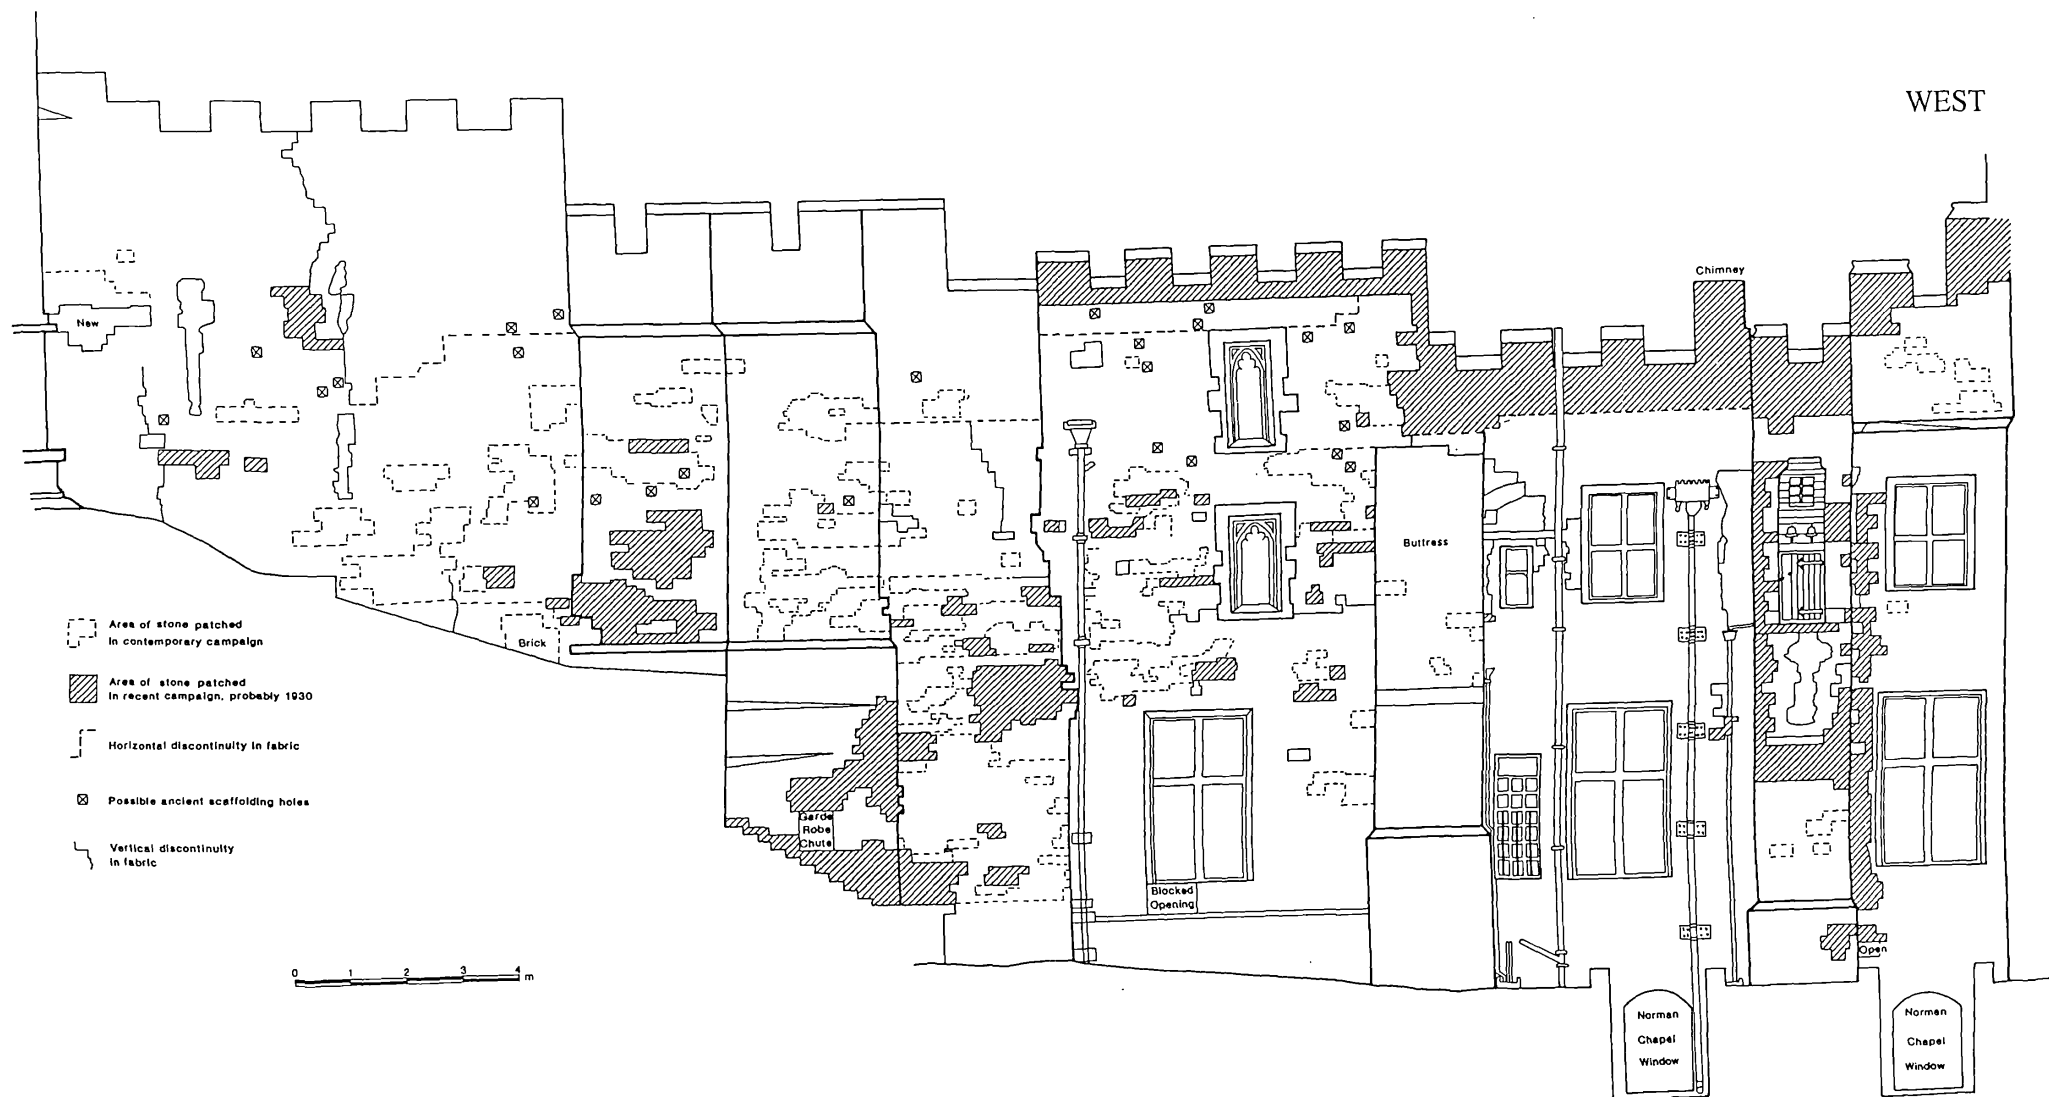 WEST
Chimney
New
Buttress
Area of stone patched
in contemporary campaign
Brick
Area of stone patched
in recent campaign, probably 1930
Horizontal discontinuity in fabric
Possible ancient scaffolding holes
Garde
Robe
Chute
Vertical discontinuity
in fabric
Blocked
Opening
Open
0 1 2 3 4 m
Norman
Chapel
Window
Norman
Chapel
Window